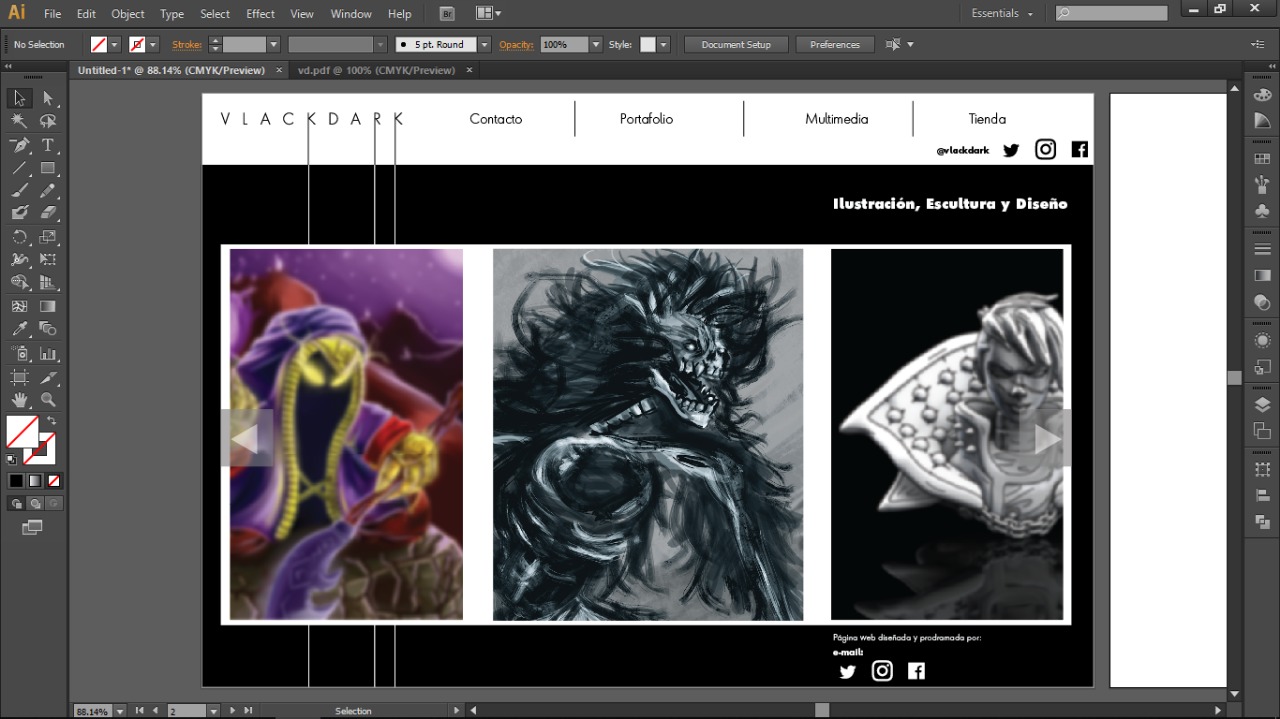 Ai File Edit Object Type Select Effect View Window Help Br Essentials
No Selection Stroke: 5 pt. Round Opacity: 100% Style: Document Setup Preferences
Untitled-1* @ 88.14% (CMYK/Preview) × vd.pdf @ 100% (CMYK/Preview) ×
V L A C K D A R K Contacto Portafolio Multimedia Tienda
@vlackdark
Ilustración, Escultura y Diseño
Página web diseñada y prodramada por:
e-mail:
88.14% 2 Selection